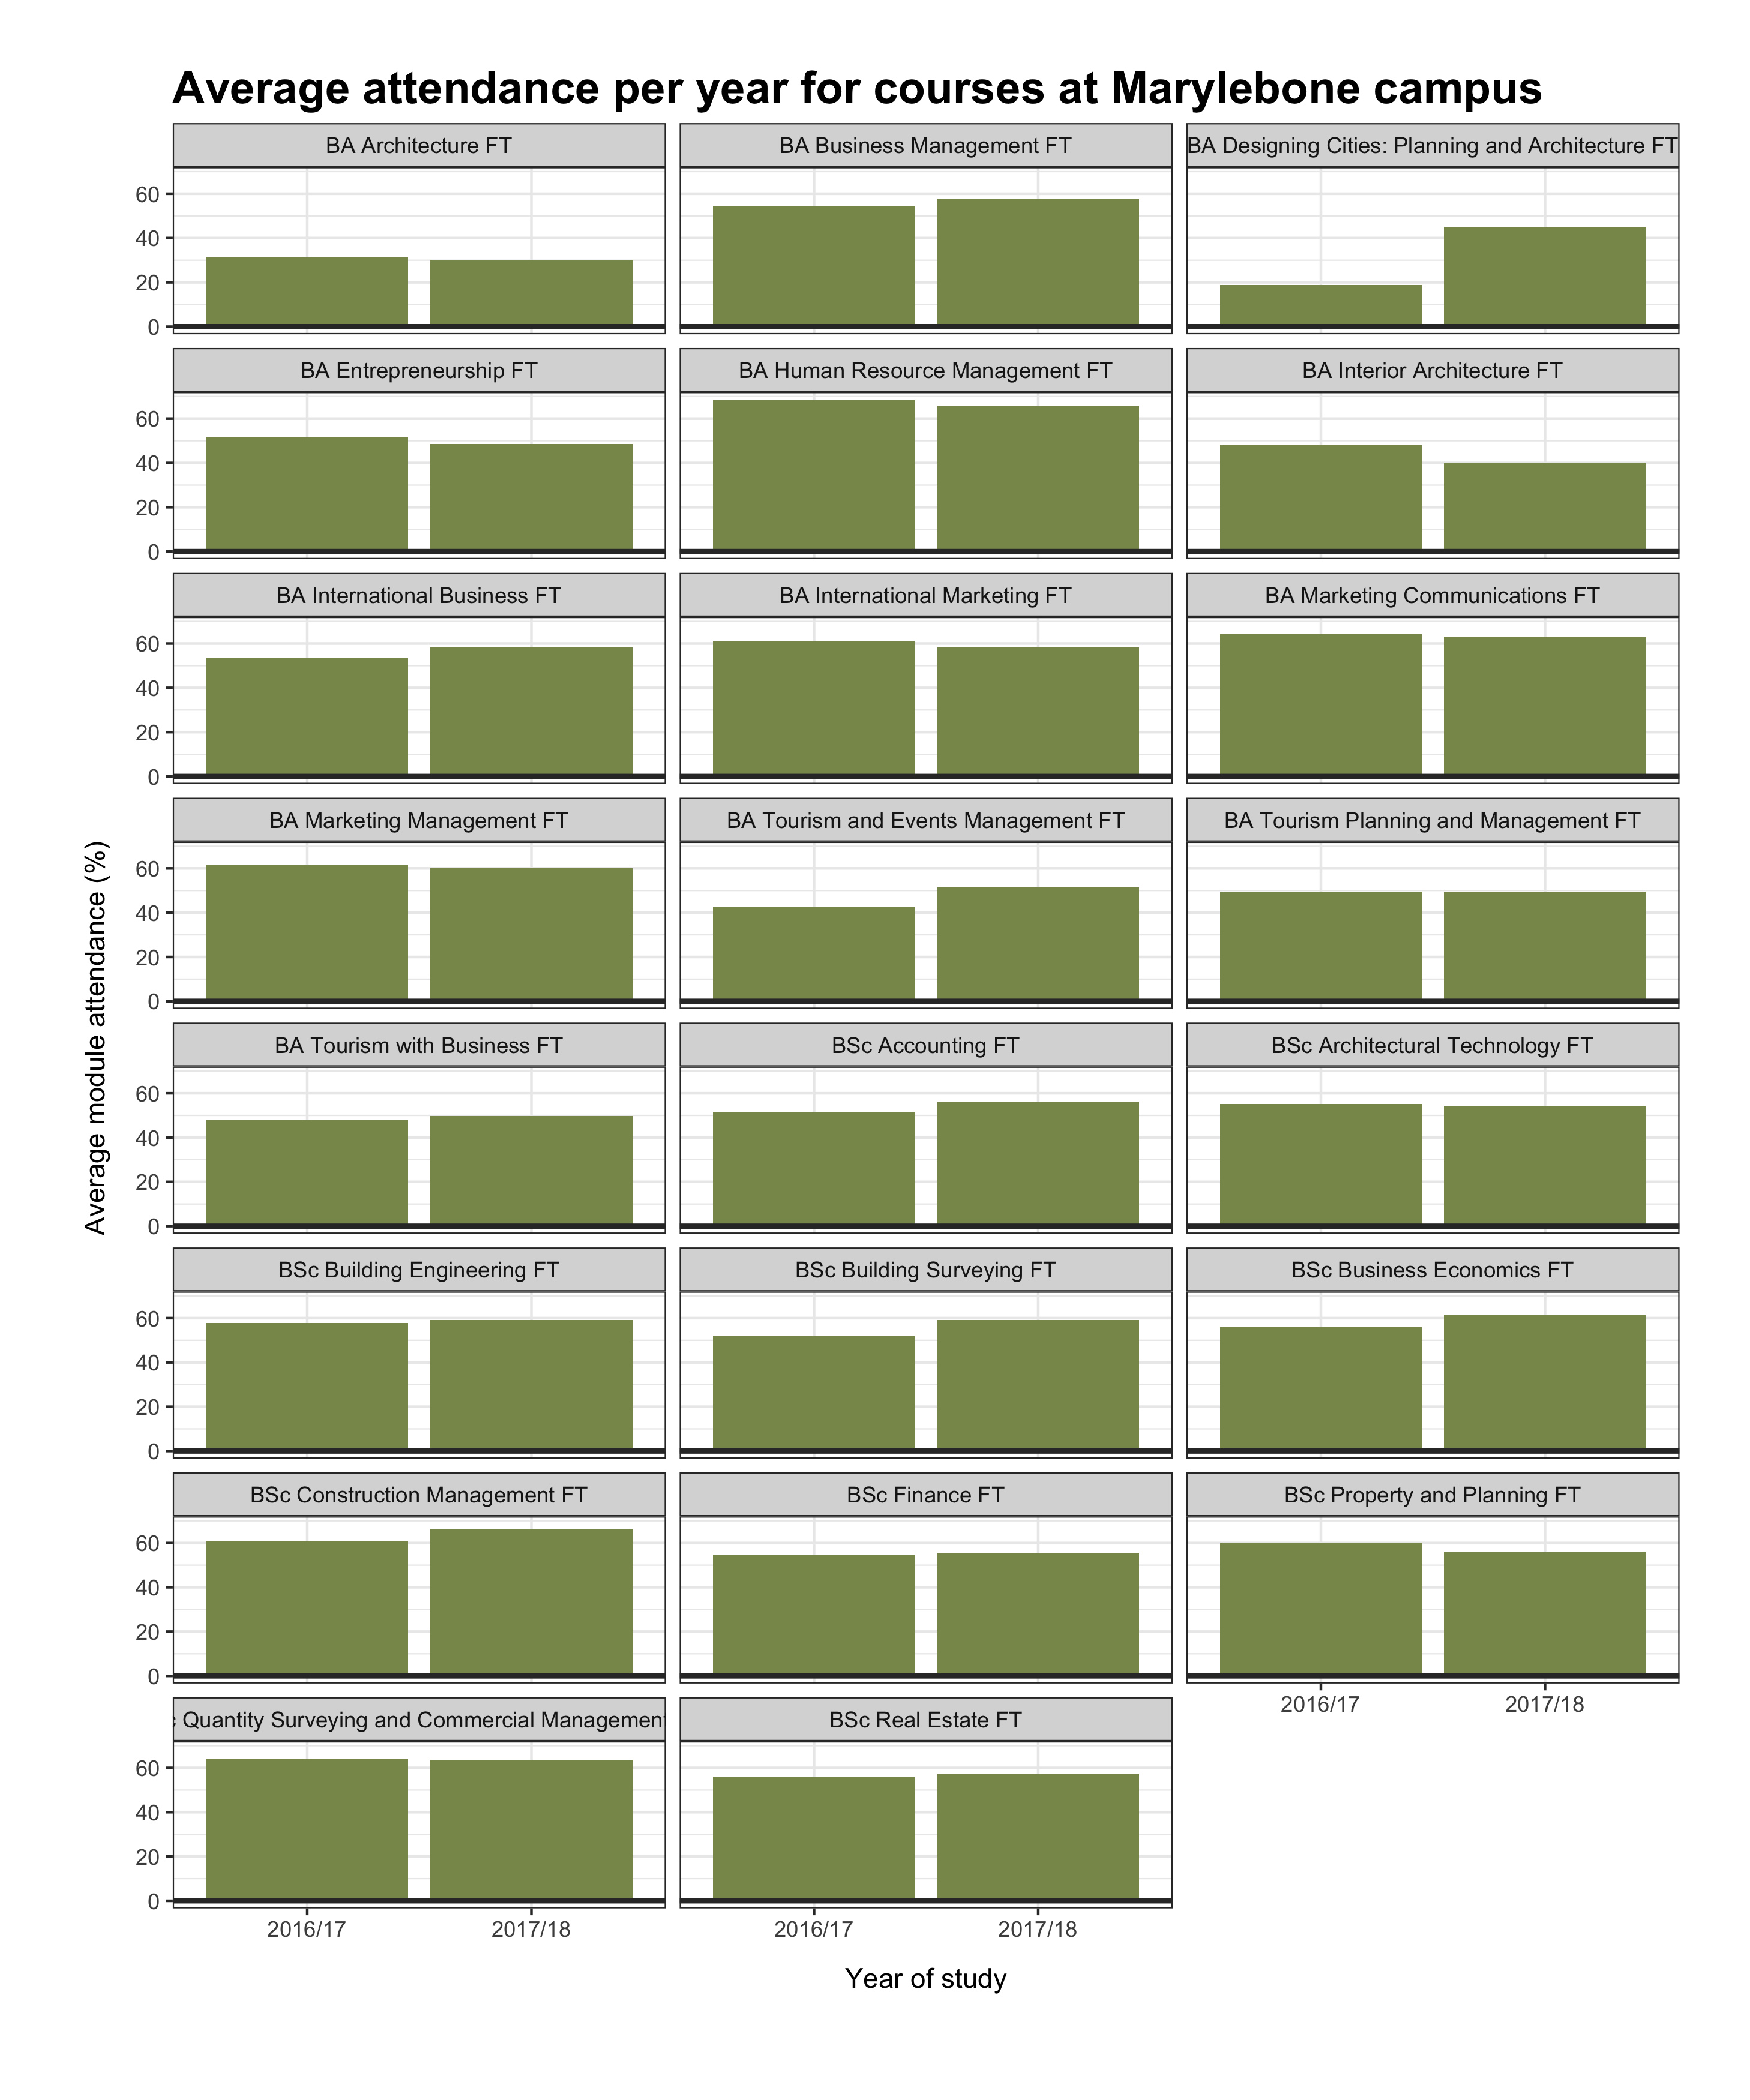 Average attendance per year for courses at Marylebone campus
BA Architecture FT
BA Business Management FT
BA Designing Cities: Planning and Architecture FT
60
40
20
0
BA Entrepreneurship FT
BA Human Resource Management FT
BA Interior Architecture FT
60
40
20
0
BA International Business FT
BA International Marketing FT
BA Marketing Communications FT
60
40
20
0
BA Marketing Management FT
BA Tourism and Events Management FT
BA Tourism Planning and Management FT
60
40
20
0
Average module attendance (%)
BA Tourism with Business FT
BSc Accounting FT
BSc Architectural Technology FT
60
40
20
0
BSc Building Engineering FT
BSc Building Surveying FT
BSc Business Economics FT
60
40
20
0
BSc Construction Management FT
BSc Finance FT
BSc Property and Planning FT
60
40
20
0
2016/17
2017/18
Quantity Surveying and Commercial Management
BSc Real Estate FT
60
40
20
0
2016/17
2017/18
2016/17
2017/18
Year of study